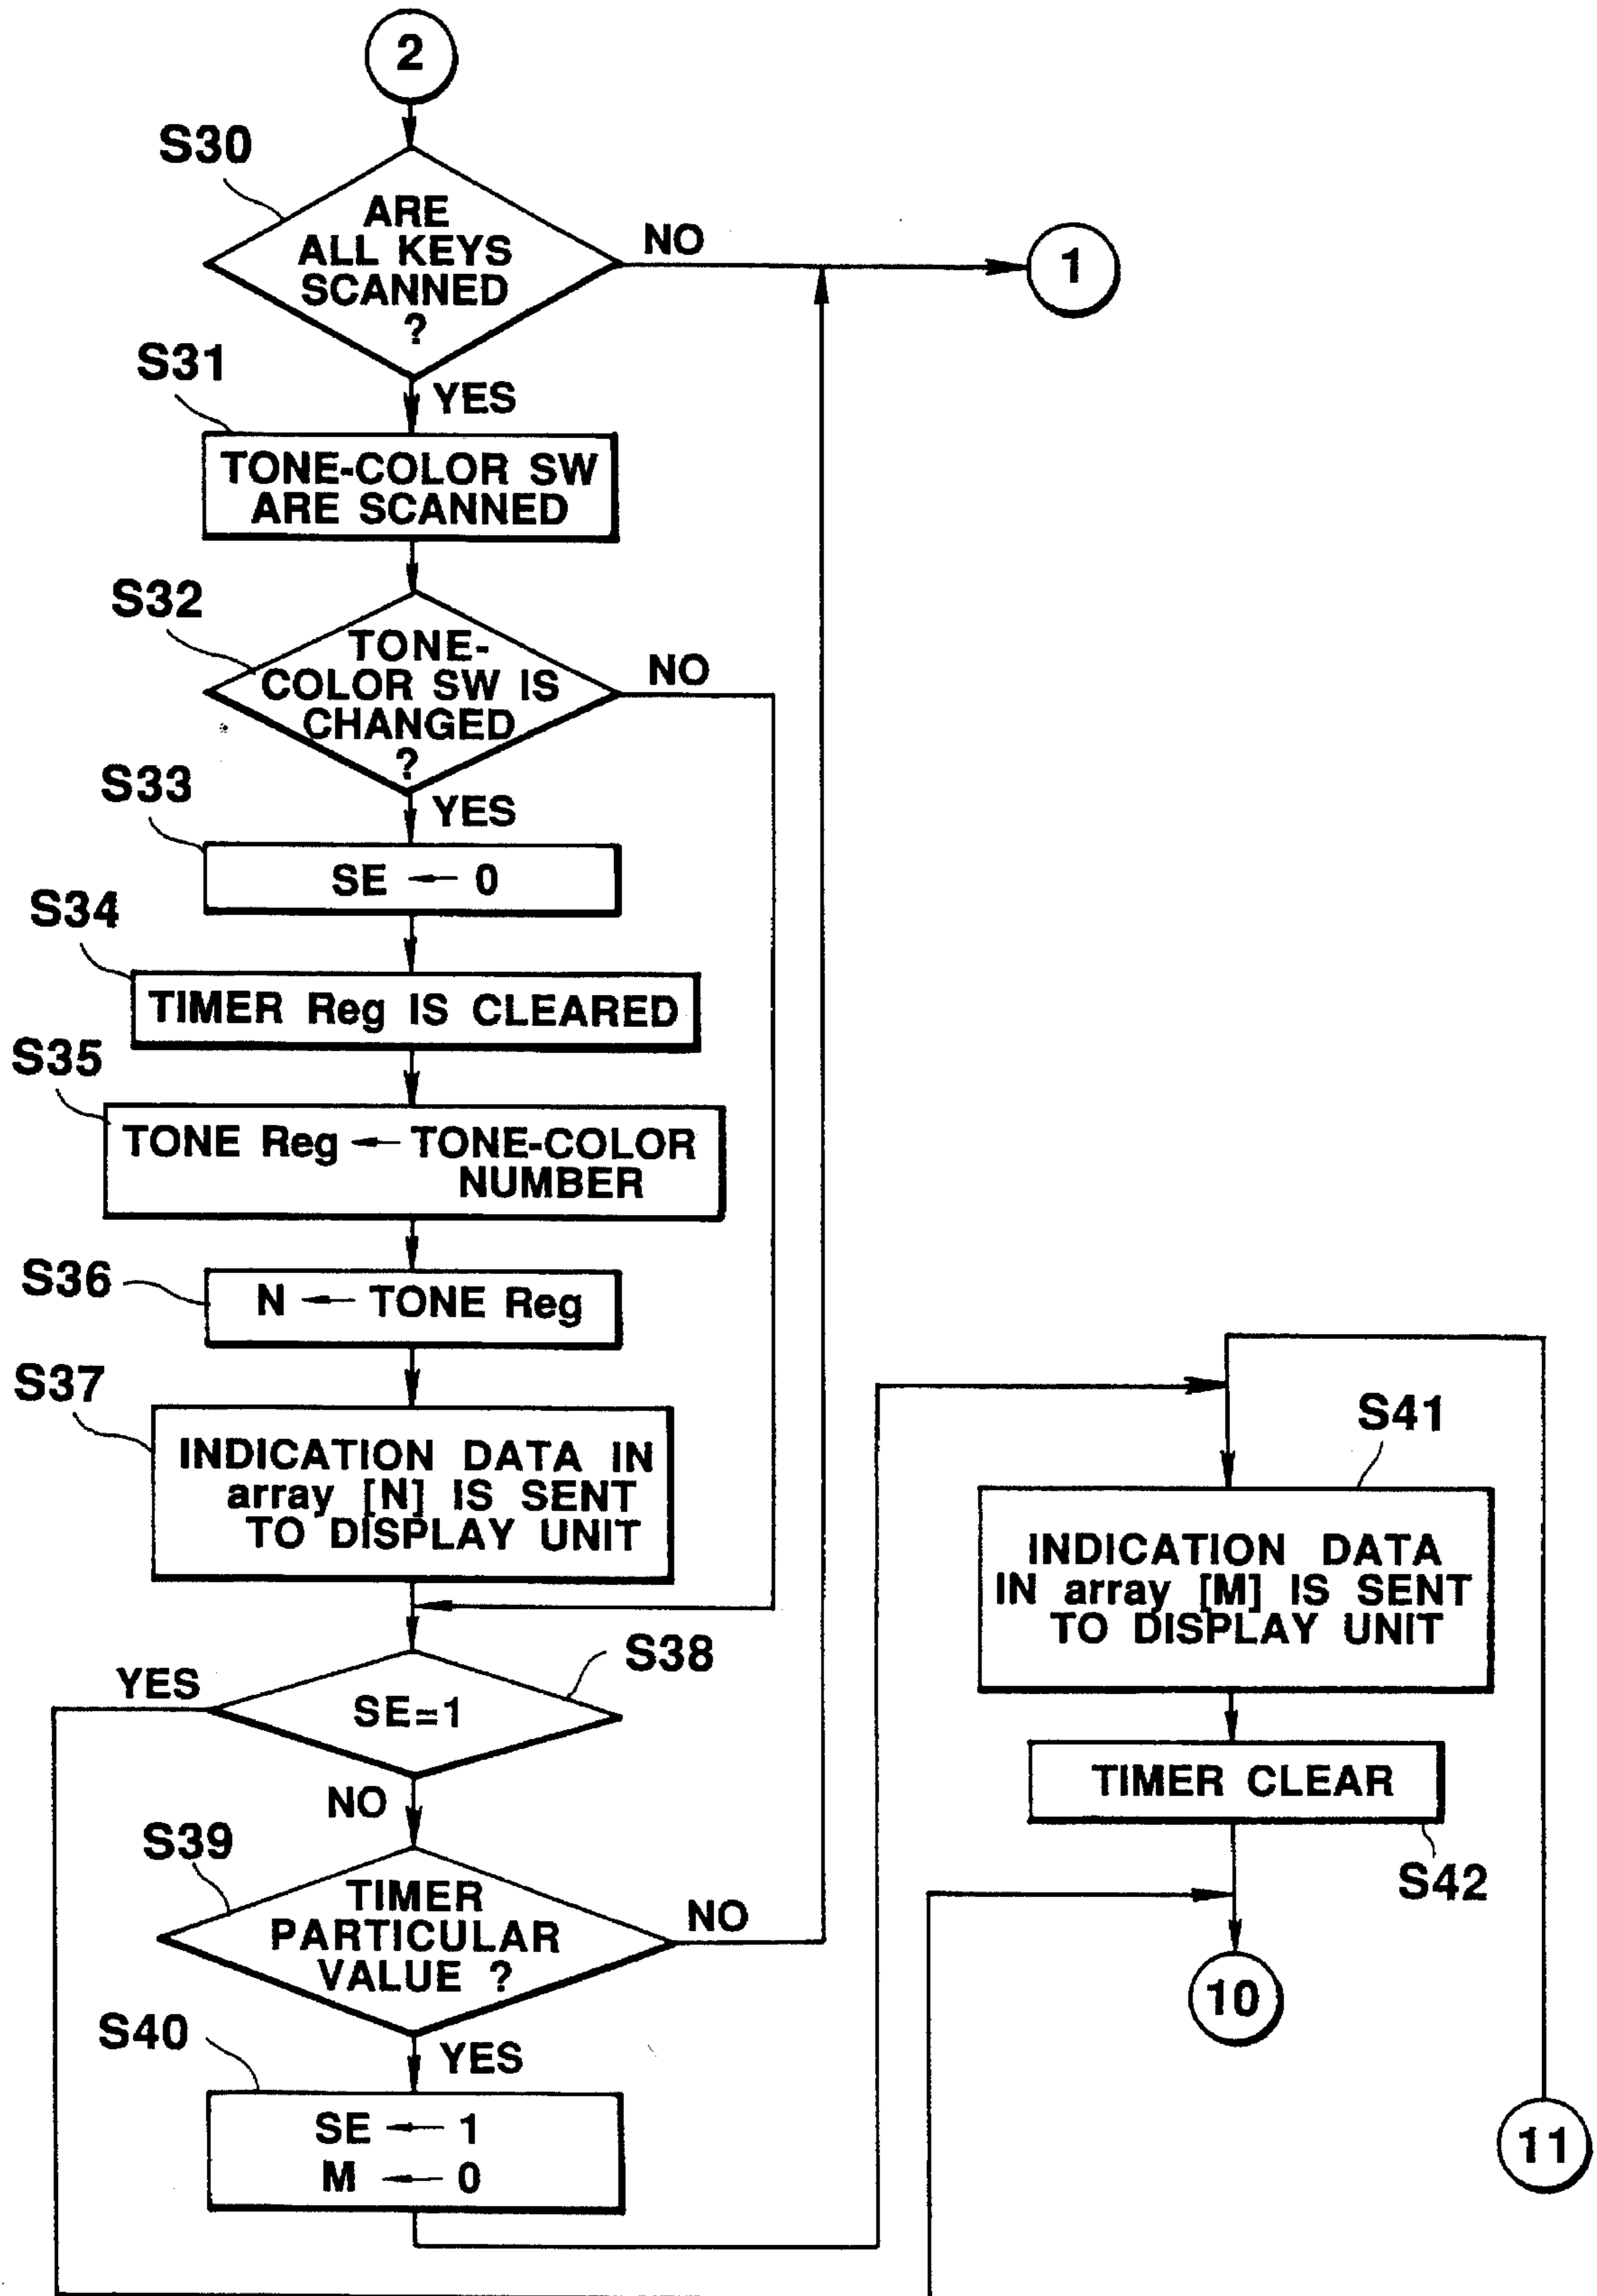 2
S30
ARE
ALL KEYS
SCANNED
?
NO
1
YES
S31
TONE-COLOR SW
ARE SCANNED
S32
TONE-
COLOR SW IS
CHANGED
?
NO
YES
S33
SE ← 0
S34
TIMER Reg IS CLEARED
S35
TONE Reg ← TONE-COLOR
NUMBER
S36
N ← TONE Reg
S37
INDICATION DATA IN
array [N] IS SENT
TO DISPLAY UNIT
S38
YES
SE=1
NO
S39
TIMER
PARTICULAR
VALUE ?
NO
YES
S40
SE ← 1
M ← 0
S41
INDICATION DATA
IN array [M] IS SENT
TO DISPLAY UNIT
TIMER CLEAR
S42
10
11